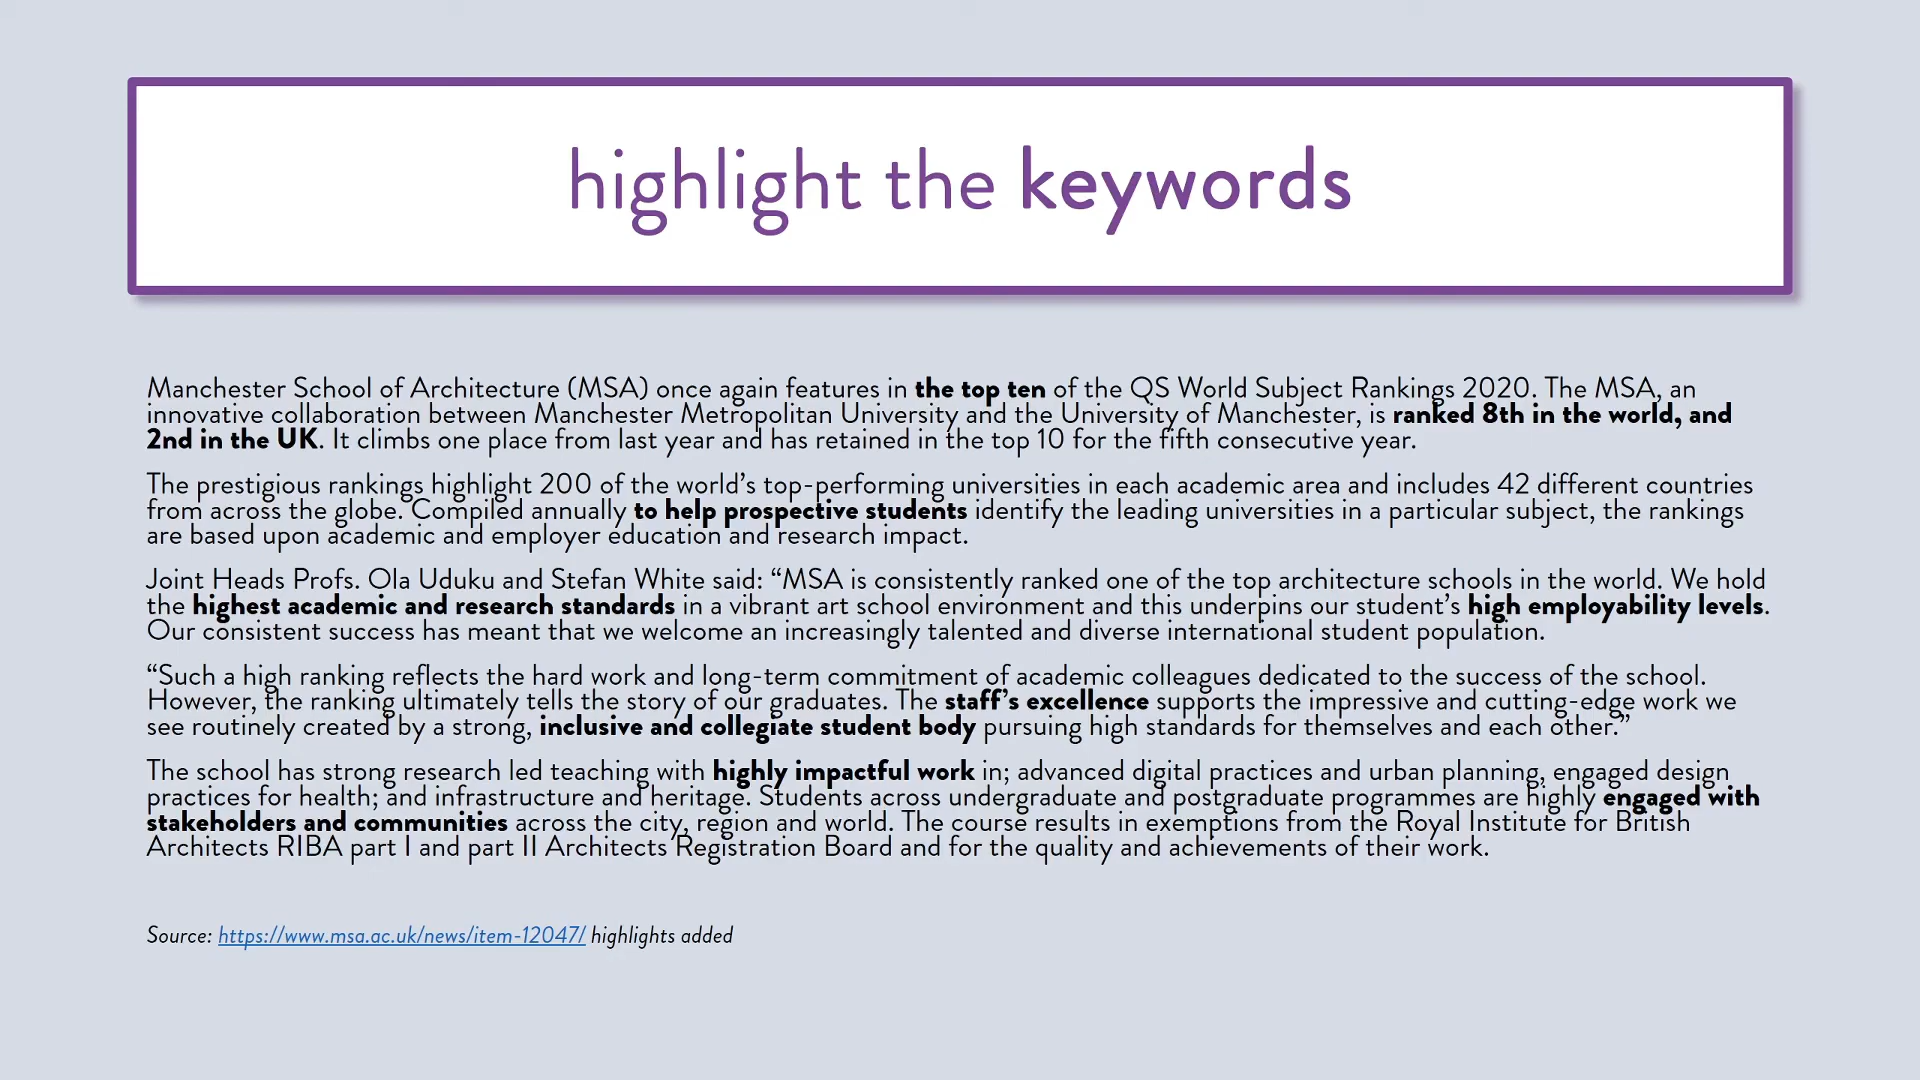 highlight the keywords
Manchester School of Architecture (MSA) once again features in the top ten of the QS World Subject Rankings 2020. The MSA, an
innovative collaboration between Manchester Metropolitan University and the University of Manchester, is ranked 8th in the world, and
2nd in the UK. It climbs one place from last year and has retained in the top 10 for the fifth consecutive year.
The prestigious rankings highlight 200 of the world’s top-performing universities in each academic area and includes 42 different countries
from across the globe. Compiled annually to help prospective students identify the leading universities in a particular subject, the rankings
are based upon academic and employer education and research impact.
Joint Heads Profs. Ola Uduku and Stefan White said: “MSA is consistently ranked one of the top architecture schools in the world. We hold
the highest academic and research standards in a vibrant art school environment and this underpins our student’s high employability levels.
Our consistent success has meant that we welcome an increasingly talented and diverse international student population.
“Such a high ranking reflects the hard work and long-term commitment of academic colleagues dedicated to the success of the school.
However, the ranking ultimately tells the story of our graduates. The staff’s excellence supports the impressive and cutting-edge work we
see routinely created by a strong, inclusive and collegiate student body pursuing high standards for themselves and each other.”
The school has strong research led teaching with highly impactful work in; advanced digital practices and urban planning, engaged design
practices for health; and infrastructure and heritage. Students across undergraduate and postgraduate programmes are highly engaged with
stakeholders and communities across the city, region and world. The course results in exemptions from the Royal Institute for British
Architects RIBA part I and part II Architects Registration Board and for the quality and achievements of their work.
Source: https://www.msa.ac.uk/news/item-12047/ highlights added